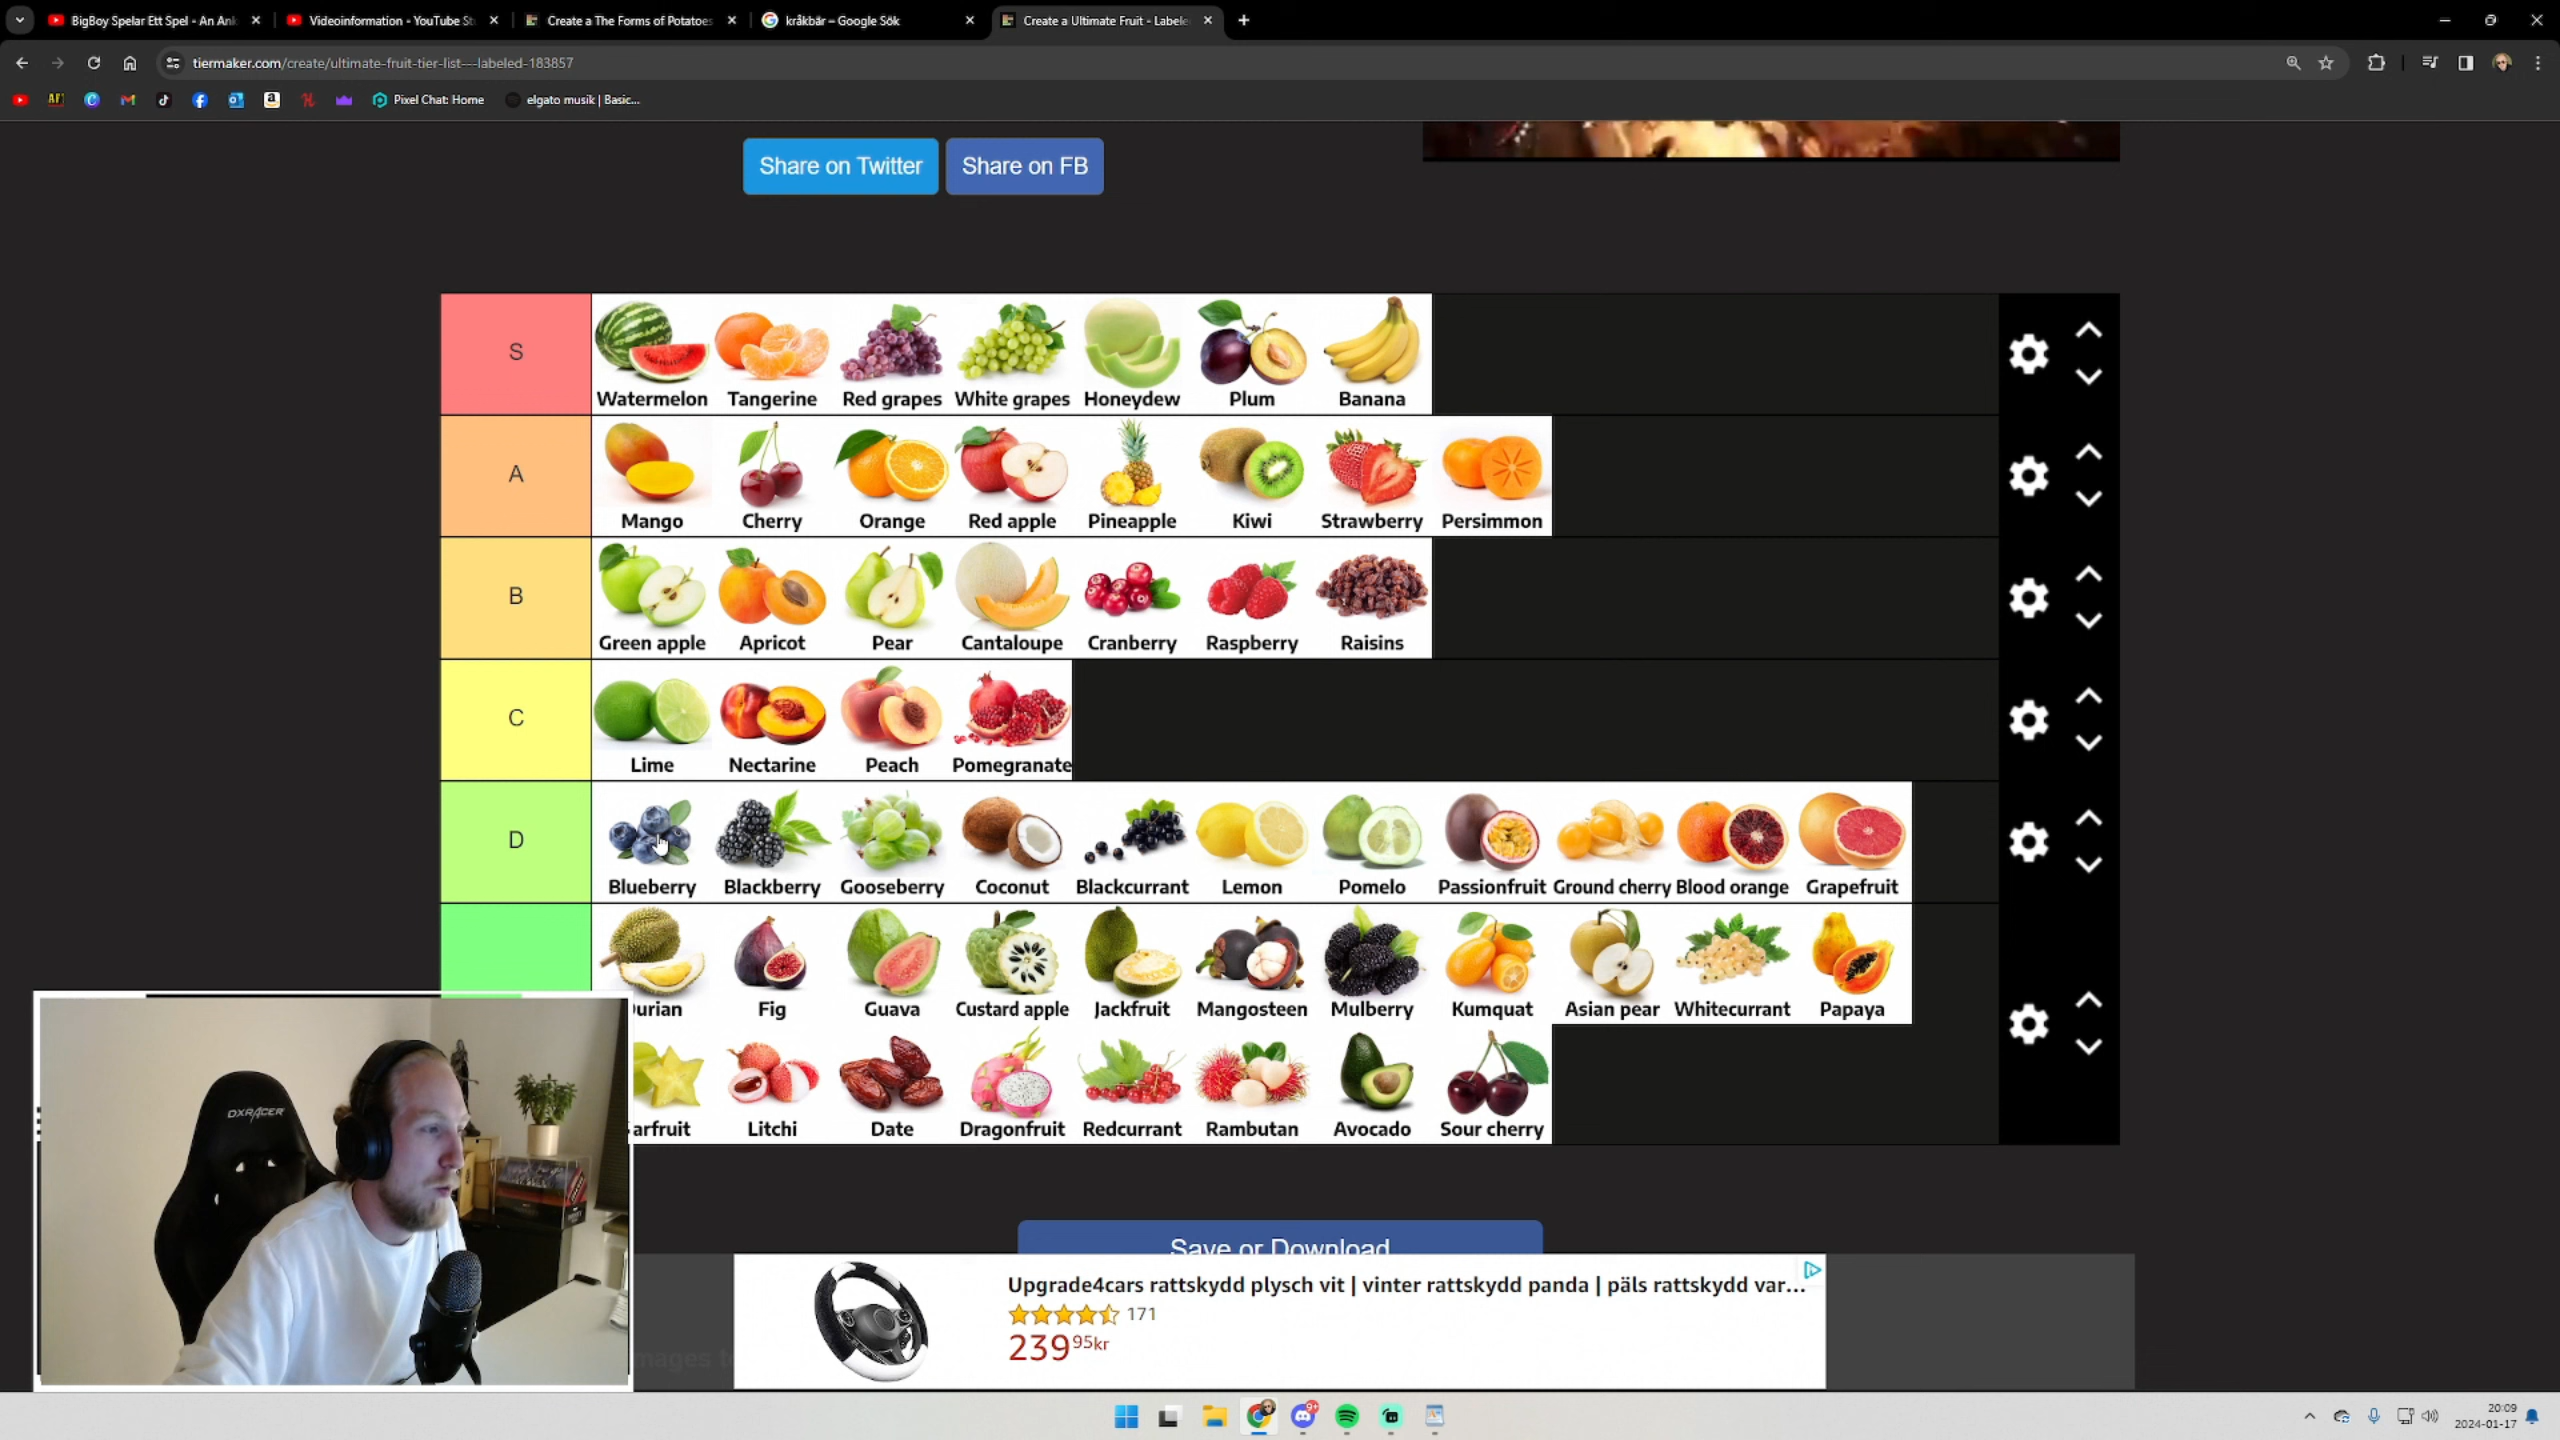 BigBoy Spelar Ett Spel - An Ank
Videoinformation - YouTube St
Create a The Forms of Potatoes
kråkbär – Google Sök
Create a Ultimate Fruit - Labele
tiermaker.com/create/ultimate-fruit-tier-list---labeled-183857
Pixel Chat: Home
elgato musik | Basic...
Share on Twitter
Share on FB
S
Watermelon Tangerine Red grapes White grapes Honeydew Plum Banana
A
Mango Cherry Orange Red apple Pineapple Kiwi Strawberry Persimmon
B
Green apple Apricot Pear Cantaloupe Cranberry Raspberry Raisins
C
Lime Nectarine Peach Pomegranate
D
Blueberry Blackberry Gooseberry Coconut Blackcurrant Lemon Pomelo Passionfruit Ground cherry Blood orange Grapefruit
urian Fig Guava Custard apple Jackfruit Mangosteen Mulberry Kumquat Asian pear Whitecurrant Papaya
arfruit Litchi Date Dragonfruit Redcurrant Rambutan Avocado Sour cherry
DXRACER
Save or Download
Upgrade4cars rattskydd plysch vit | vinter rattskydd panda | päls rattskydd var...
171
239 95kr
9+
20:09
2024-01-17